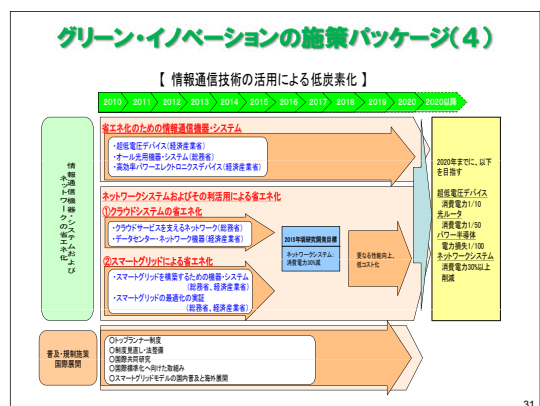 グリーン・イノベーションの施策パッケージ(4)
【 情報通信技術の活用による低炭素化 】
2010 2011 2012 2013 2014 2015 2016 2017 2018 2019 2020 2020以降
情報通信機器・システムおよび
ネットワークの省エネ化
省エネ化のための情報通信機器・システム
・超低電圧デバイス(経済産業省)
・オール光用機器・システム(総務省)
・高効率パワーエレクトロニクスデバイス(経済産業省)
ネットワークシステムおよびその利活用による省エネ化
①クラウドシステムの省エネ化
・クラウドサービスを支えるネットワーク(総務省)
・データセンター・ネットワーク機器(経済産業省)
②スマートグリッドによる省エネ化
・スマートグリッドを構築するための機器・システム
(総務省、経済産業省)
・スマートグリッドの最適化の実証
(総務省、経済産業省)
2015年頃研究開発目標
ネットワークシステム:
消費電力30%減
更なる性能向上、
低コスト化
2020年までに、以下
を目指す
超低電圧デバイス
消費電力1/10
光ルータ
消費電力1/50
パワー半導体
電力損失1/100
ネットワークシステム
消費電力30%以上
削減
普及・規制施策
国際展開
〇トップランナー制度
〇制度見直し・法整備
〇国際共同研究
〇国際標準化へ向けた取組み
〇スマートグリッドモデルの国内普及と海外展開
31